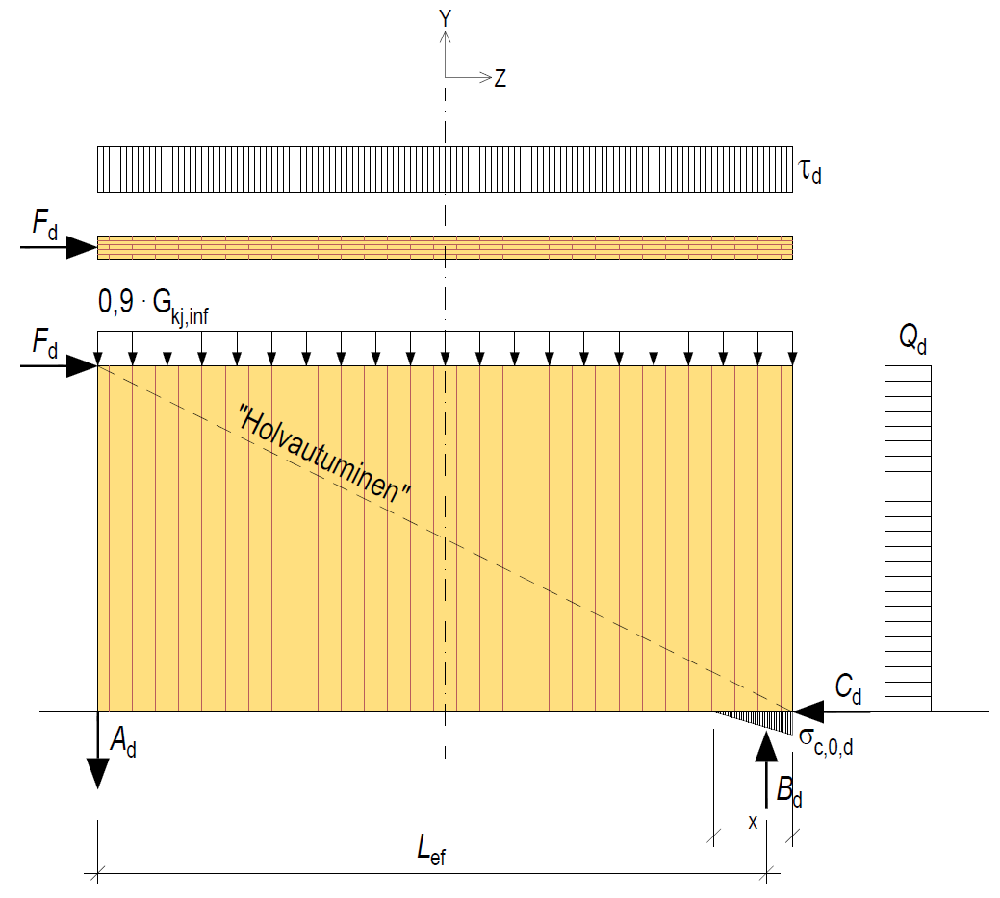 Y
Z
τd
Fd
0,9 · Gkj,inf
Fd
Qd
"Holvautuminen"
Cd
Ad
σc,0,d
Bd
x
Lef